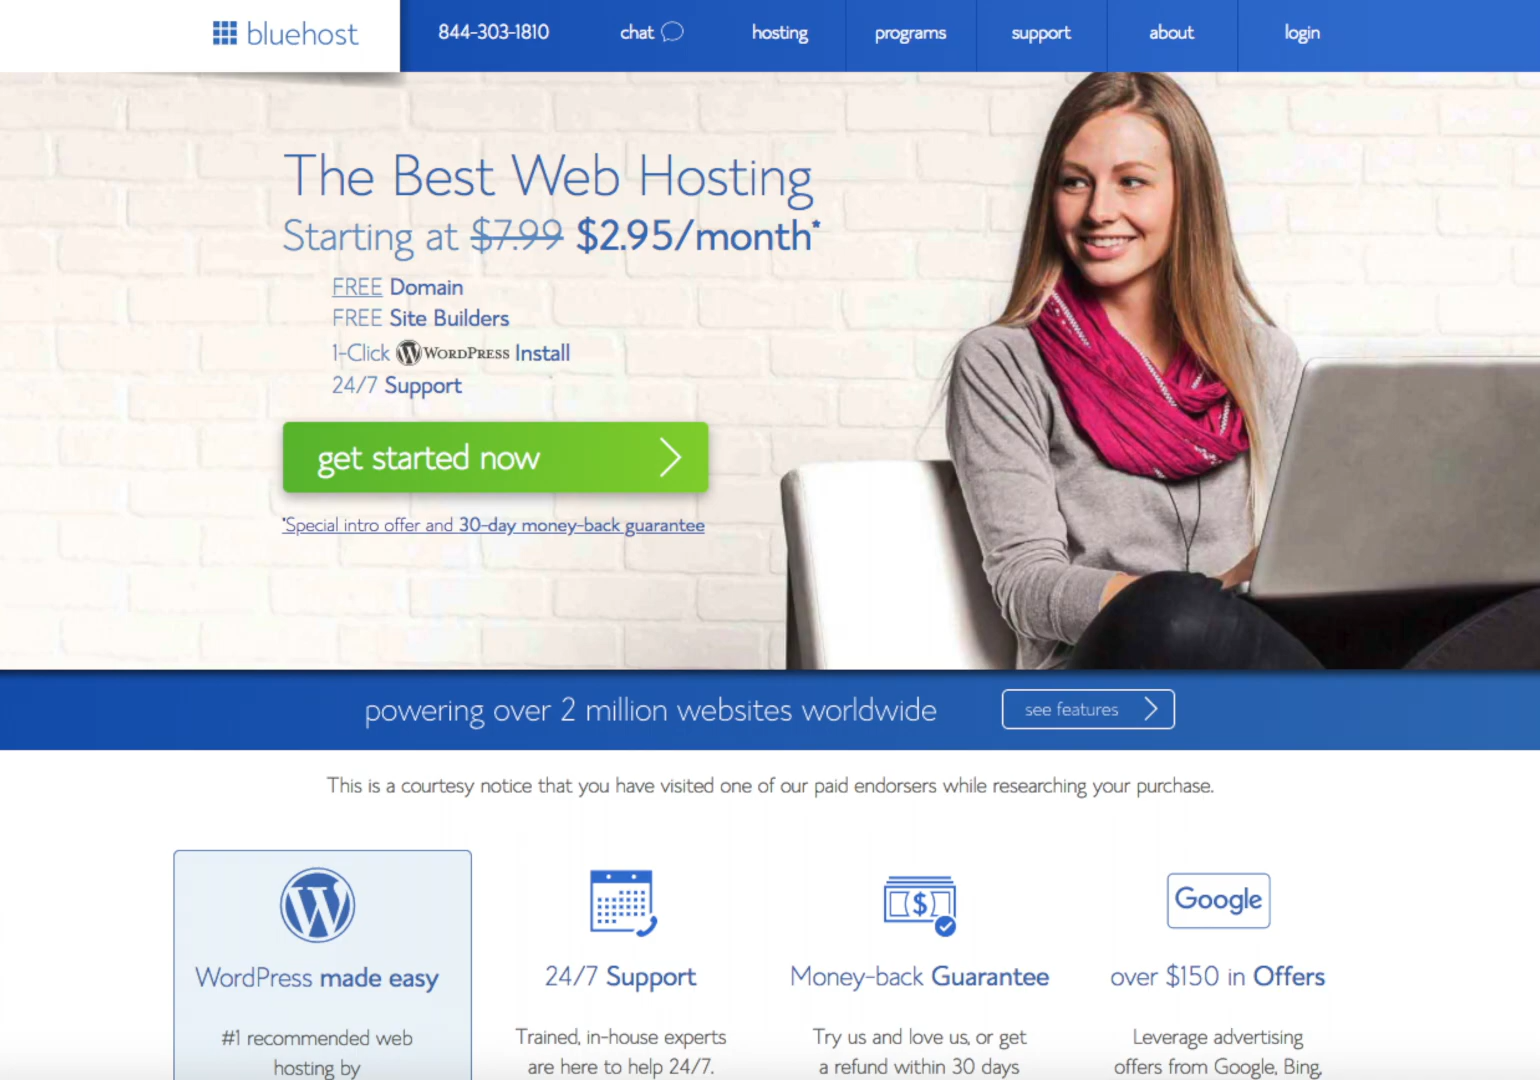 bluehost
844-303-1810
chat
hosting
programs
support
about
login
The Best Web Hosting
Starting at $7.99 $2.95/month*
FREE Domain
FREE Site Builders
1-Click WORDPRESS Install
24/7 Support
get started now
*Special intro offer and 30-day money-back guarantee
powering over 2 million websites worldwide
see features
This is a courtesy notice that you have visited one of our paid endorsers while researching your purchase.
WordPress made easy
#1 recommended web
hosting by
24/7 Support
Trained, in-house experts
are here to help 24/7.
$
Money-back Guarantee
Try us and love us, or get
a refund within 30 days
Google
over $150 in Offers
Leverage advertising
offers from Google, Bing,